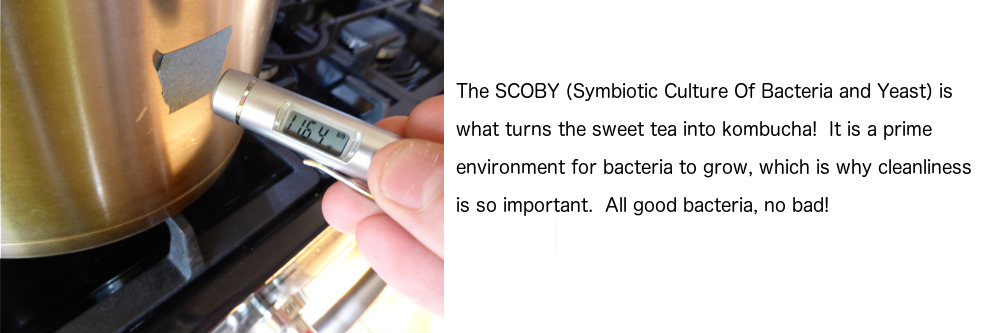 116.4
The SCOBY (Symbiotic Culture Of Bacteria and Yeast) is
what turns the sweet tea into kombucha!  It is a prime
environment for bacteria to grow, which is why cleanliness
is so important.  All good bacteria, no bad!